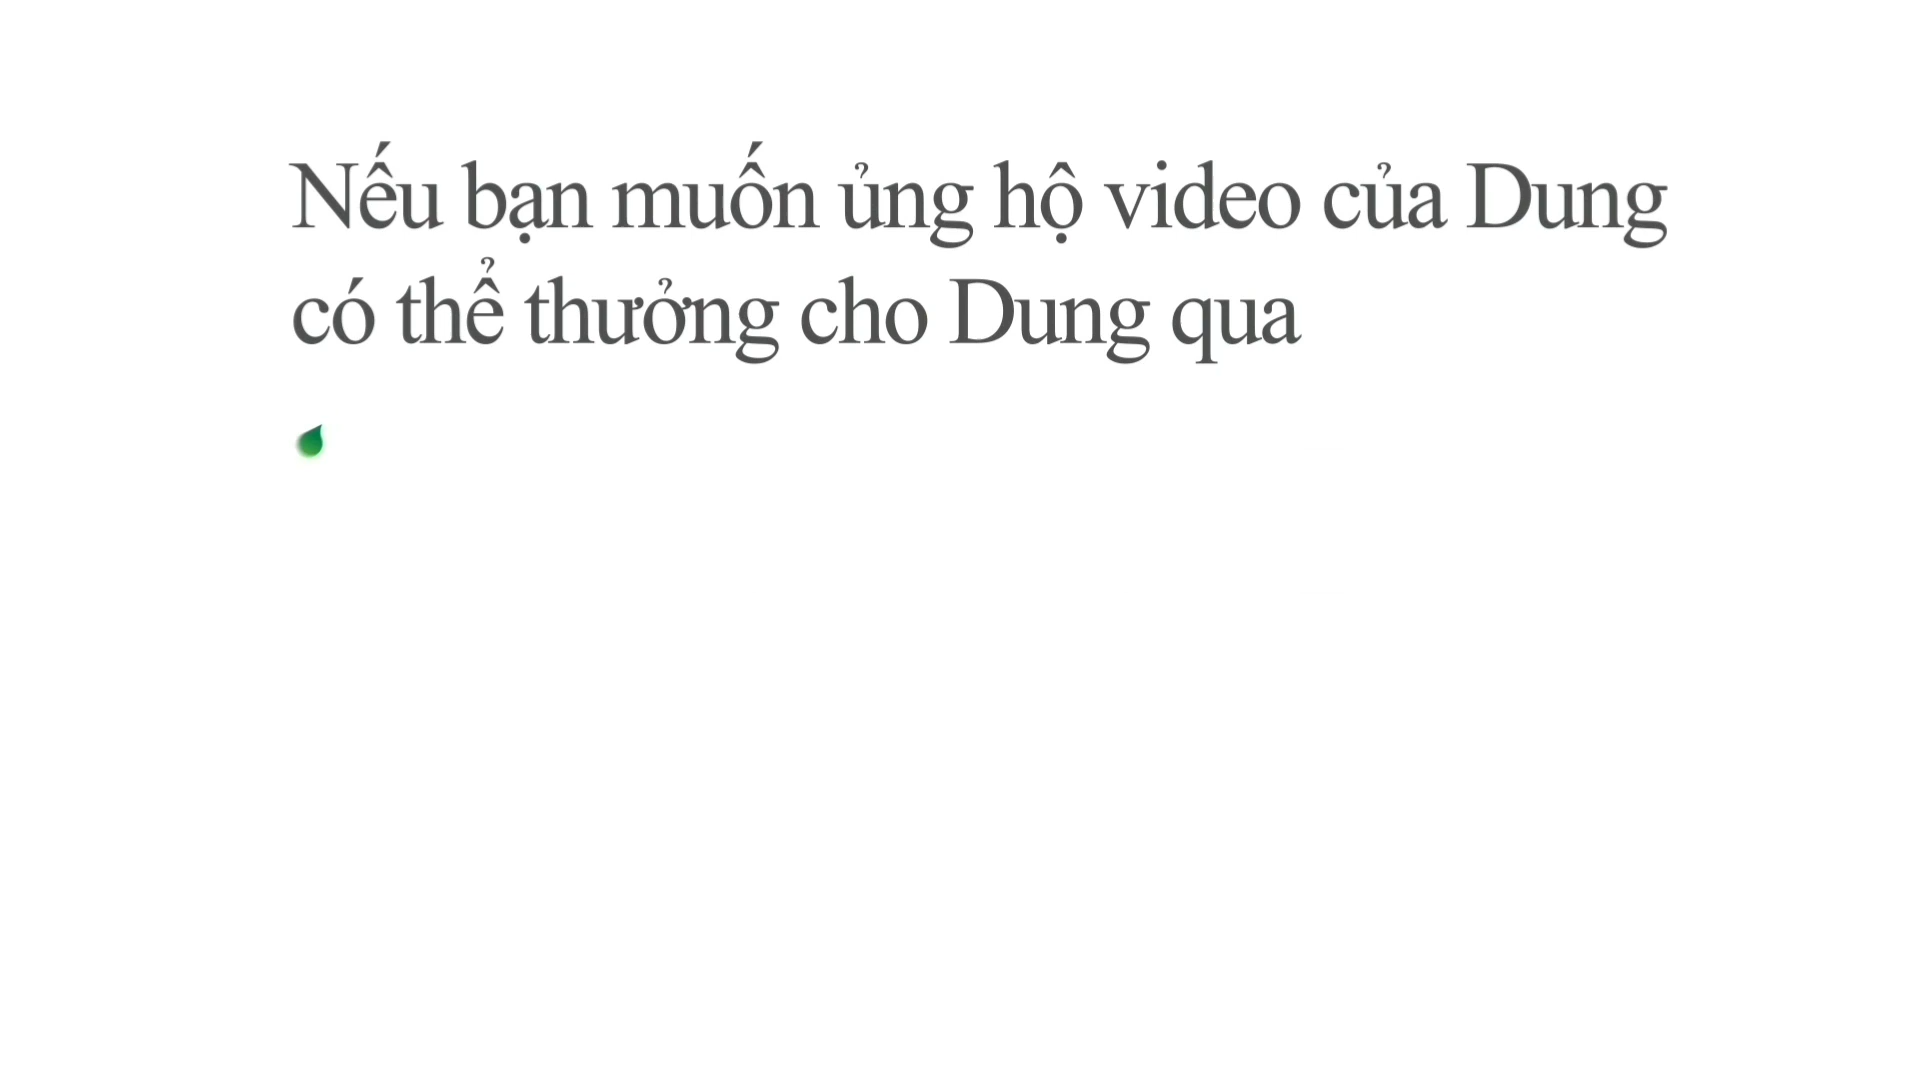 Nếu bạn muốn ủng hộ video của Dung
có thể thưởng cho Dung qua